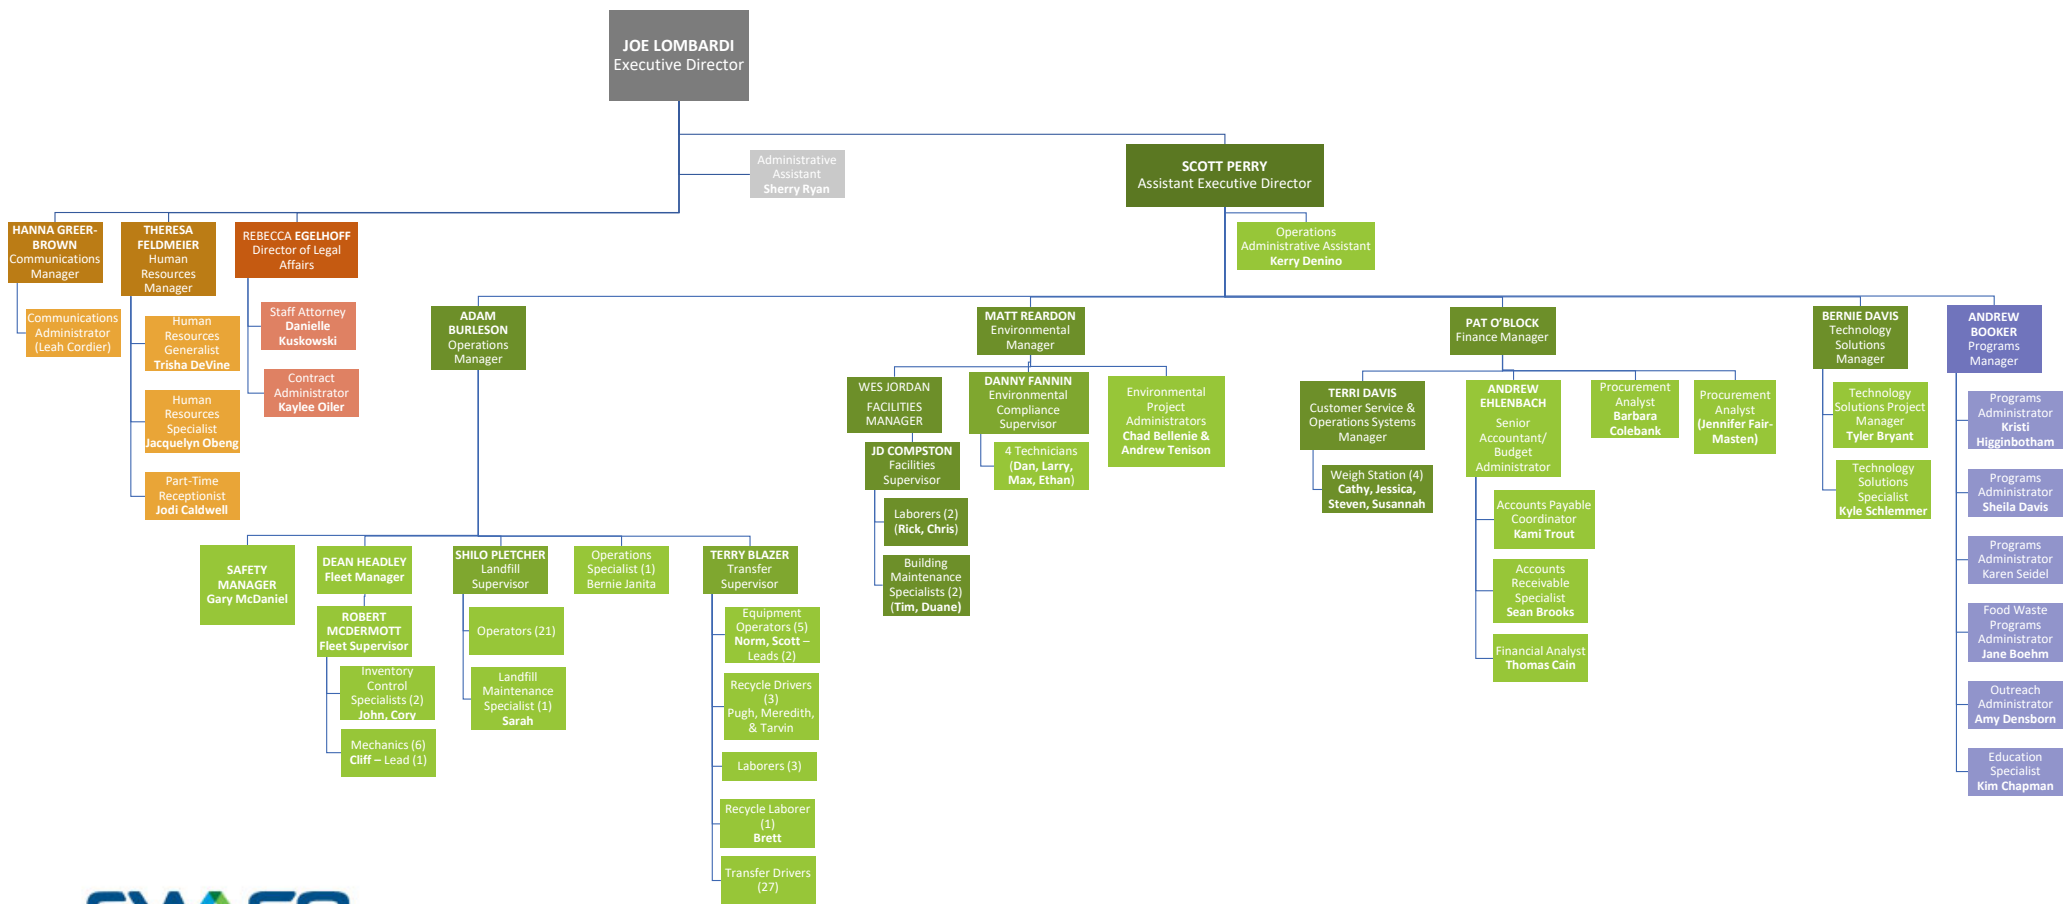 JOE LOMBARDI
Executive Director
Administrative
Assistant
Sherry Ryan
SCOTT PERRY
Assistant Executive Director
Operations
Administrative Assistant
Kerry Denino
HANNA GREER-
BROWN
Communications
Manager
Communications
Administrator
(Leah Cordier)
THERESA
FELDMEIER
Human
Resources
Manager
Human
Resources
Generalist
Trisha DeVine
Human
Resources
Specialist
Jacquelyn Obeng
Part-Time
Receptionist
Jodi Caldwell
REBECCA EGELHOFF
Director of Legal
Affairs
Staff Attorney
Danielle
Kuskowski
Contract
Administrator
Kaylee Oiler
ADAM
BURLESON
Operations
Manager
SAFETY
MANAGER
Gary McDaniel
DEAN HEADLEY
Fleet Manager
ROBERT
MCDERMOTT
Fleet Supervisor
Inventory
Control
Specialists (2)
John, Cory
Mechanics (6)
Cliff – Lead (1)
SHILO PLETCHER
Landfill
Supervisor
Operators (21)
Landfill
Maintenance
Specialist (1)
Sarah
Operations
Specialist (1)
Bernie Janita
TERRY BLAZER
Transfer
Supervisor
Equipment
Operators (5)
Norm, Scott –
Leads (2)
Recycle Drivers
(3)
Pugh, Meredith,
& Tarvin
Laborers (3)
Recycle Laborer
(1)
Brett
Transfer Drivers
(27)
MATT REARDON
Environmental
Manager
WES JORDAN
FACILITIES
MANAGER
JD COMPSTON
Facilities
Supervisor
Laborers (2)
(Rick, Chris)
Building
Maintenance
Specialists (2)
(Tim, Duane)
DANNY FANNIN
Environmental
Compliance
Supervisor
4 Technicians
(Dan, Larry,
Max, Ethan)
Environmental
Project
Administrators
Chad Bellenie &
Andrew Tenison
PAT O'BLOCK
Finance Manager
TERRI DAVIS
Customer Service &
Operations Systems
Manager
Weigh Station (4)
Cathy, Jessica,
Steven, Susannah
ANDREW
EHLENBACH
Senior
Accountant/
Budget
Administrator
Accounts Payable
Coordinator
Kami Trout
Accounts
Receivable
Specialist
Sean Brooks
Financial Analyst
Thomas Cain
Procurement
Analyst
Barbara
Colebank
Procurement
Analyst
(Jennifer Fair-
Masten)
BERNIE DAVIS
Technology
Solutions
Manager
Technology
Solutions Project
Manager
Tyler Bryant
Technology
Solutions
Specialist
Kyle Schlemmer
ANDREW
BOOKER
Programs
Manager
Programs
Administrator
Kristi
Higginbotham
Programs
Administrator
Sheila Davis
Programs
Administrator
Karen Seidel
Food Waste
Programs
Administrator
Jane Boehm
Outreach
Administrator
Amy Densborn
Education
Specialist
Kim Chapman